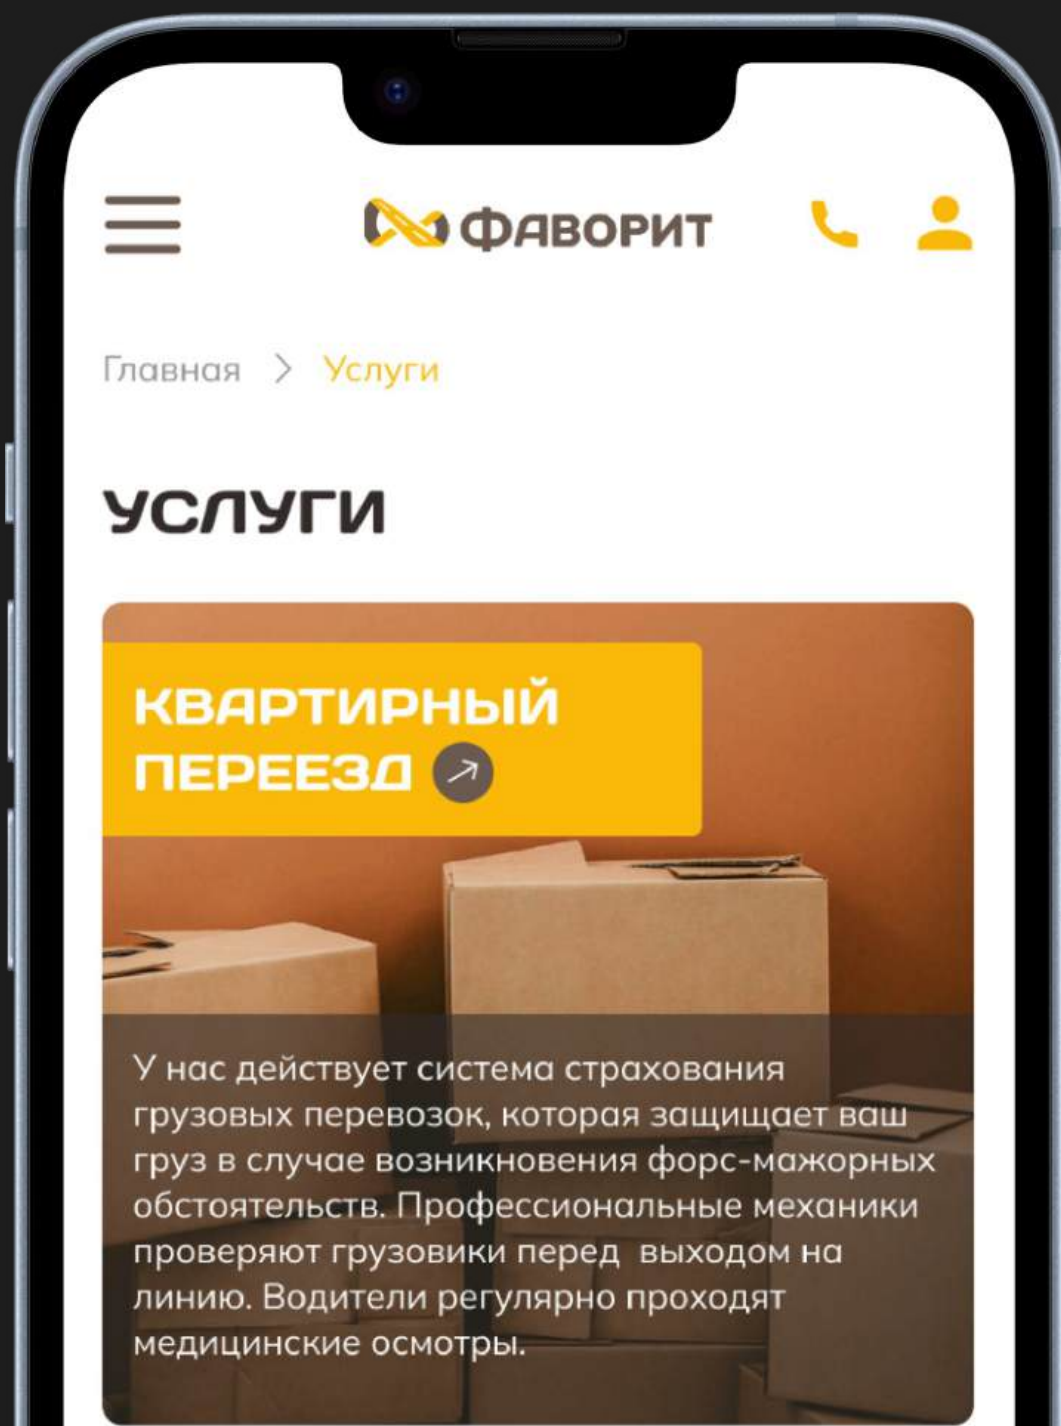 ФАВОРИТ
Главная > Услуги
УСЛУГИ
КВАРТИРНЫЙ
ПЕРЕЕЗД
У нас действует система страхования
грузовых перевозок, которая защищает ваш
груз в случае возникновения форс-мажорных
обстоятельств. Профессиональные механики
проверяют грузовики перед  выходом на
линию. Водители регулярно проходят
медицинские осмотры.